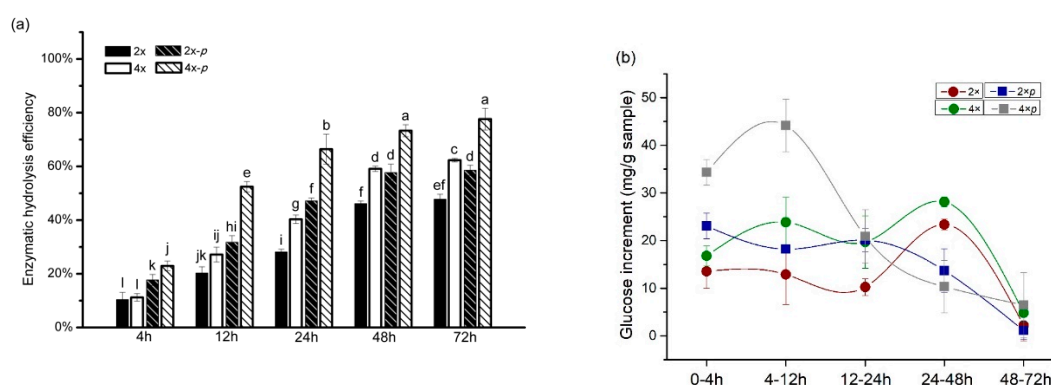 (a)
2x 2x-p
4x 4x-p
100%
80%
60%
40%
20%
0%
Enzymatic hydrolysis efficiency
l l k j
jk ij hi e
i g f b
f d d a
ef c d a
4h 12h 24h 48h 72h
(b)
2× 2×p
4× 4×p
50
40
30
20
10
0
Glucose increment (mg/g sample)
0-4h 4-12h 12-24h 24-48h 48-72h